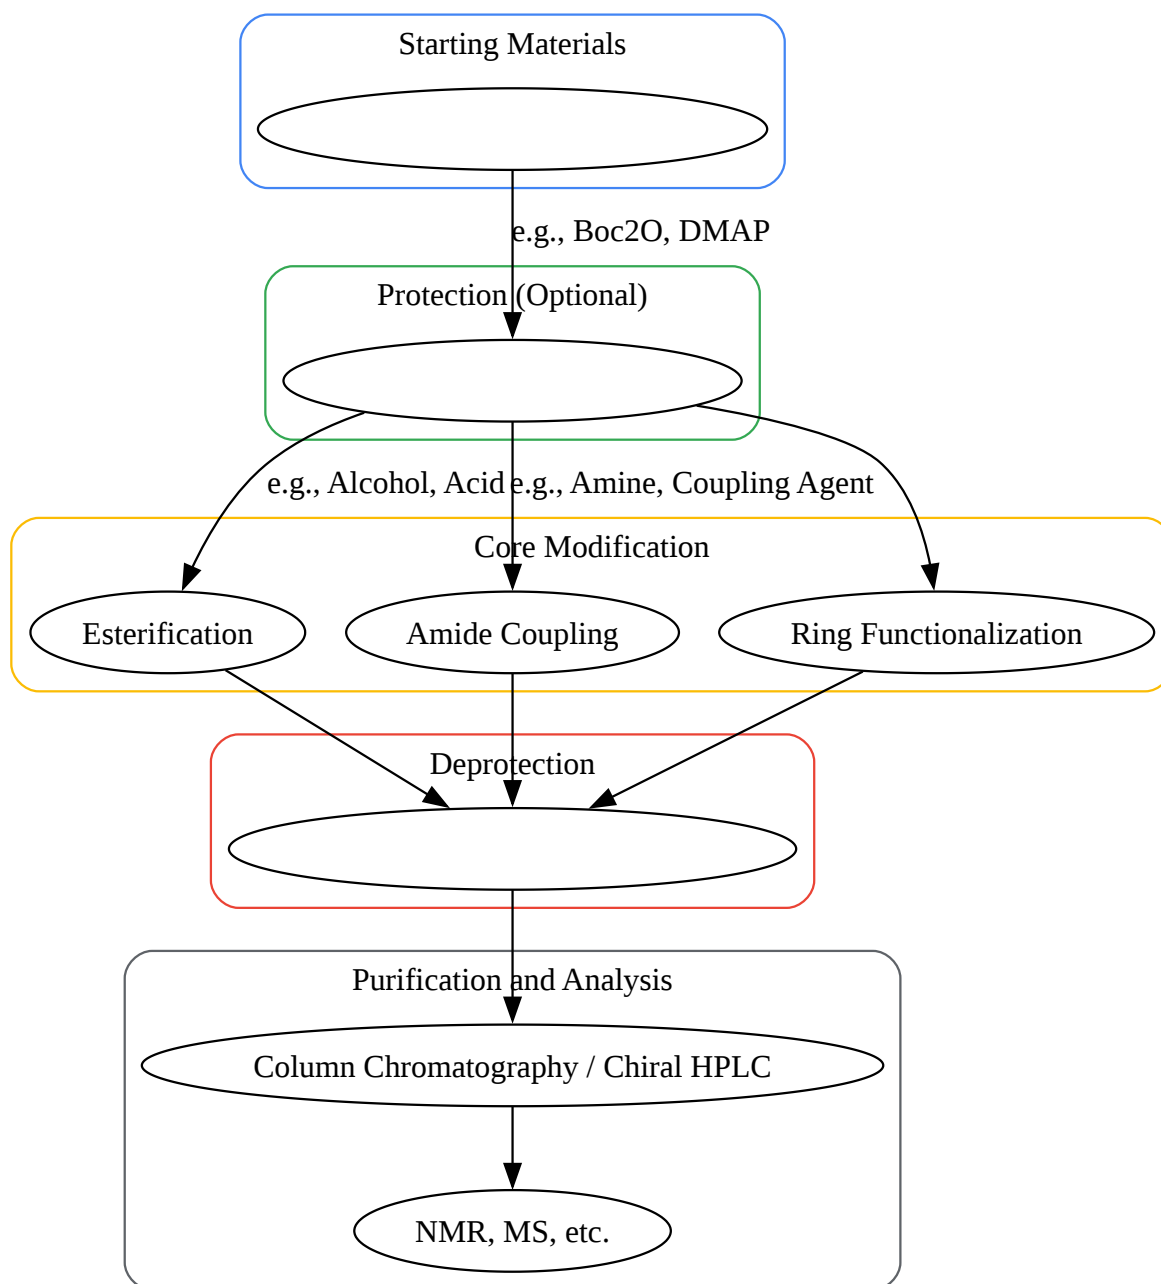 Starting Materials
e.g., Boc2O, DMAP
Protection (Optional)
e.g., Alcohol, Acid
e.g., Amine, Coupling Agent
Core Modification
Esterification
Amide Coupling
Ring Functionalization
Deprotection
Purification and Analysis
Column Chromatography / Chiral HPLC
NMR, MS, etc.